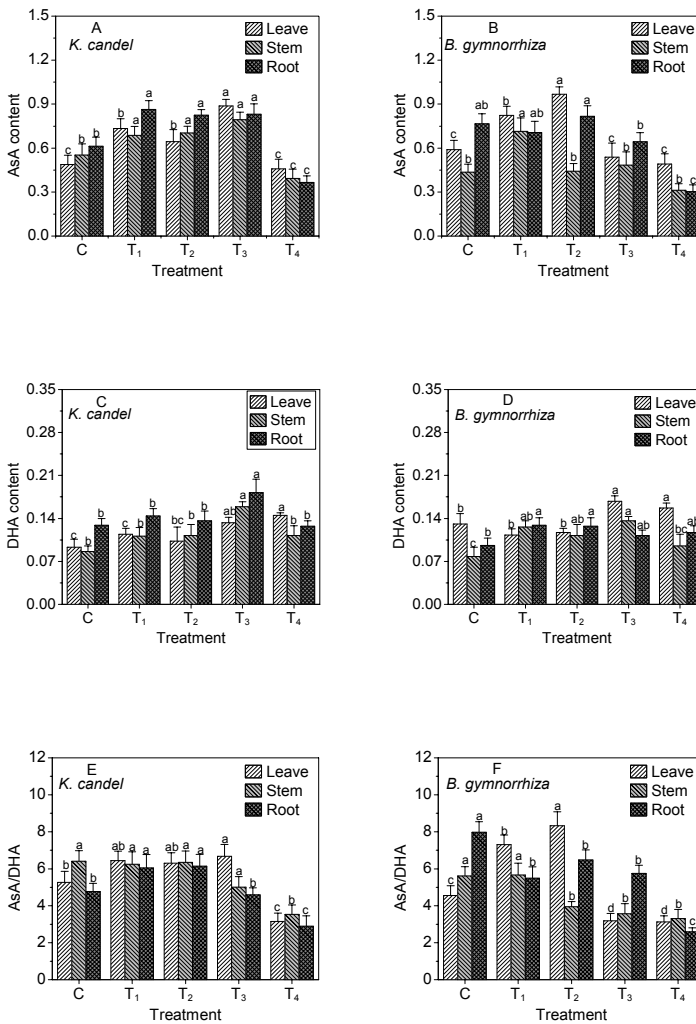 A
K. candel
Leave
Stem
Root
AsA content
1.5
1.2
0.9
0.6
0.3
0.0
c b b
b a a
b a a
a a a
c c c
C T₁ T₂ T₃ T₄
Treatment
B
B. gymnorrhiza
Leave
Stem
Root
AsA content
1.5
1.2
0.9
0.6
0.3
0.0
c b ab
b a ab
a b a
c b b
c b c
C T₁ T₂ T₃ T₄
Treatment
C
K. candel
Leave
Stem
Root
DHA content
0.35
0.28
0.21
0.14
0.07
0.00
c c b
c b b
bc b b
ab a a
a b b
C T₁ T₂ T₃ T₄
Treatment
D
B. gymnorrhiza
Leave
Stem
Root
DHA content
0.35
0.28
0.21
0.14
0.07
0.00
b c b
b ab a
b b a
a a ab
a bc
C T₁ T₂ T₃ T₄
Treatment
E
K. candel
Leave
Stem
Root
AsA/DHA
12
10
8
6
4
2
0
b a b
ab a a
ab a a
a b b
c c c
C T₁ T₂ T₃ T₄
Treatment
F
B. gymnorrhiza
Leave
Stem
Root
AsA/DHA
12
10
8
6
4
2
0
c a a
b a b
a b b
d b b
d b c
C T₁ T₂ T₃ T₄
Treatment